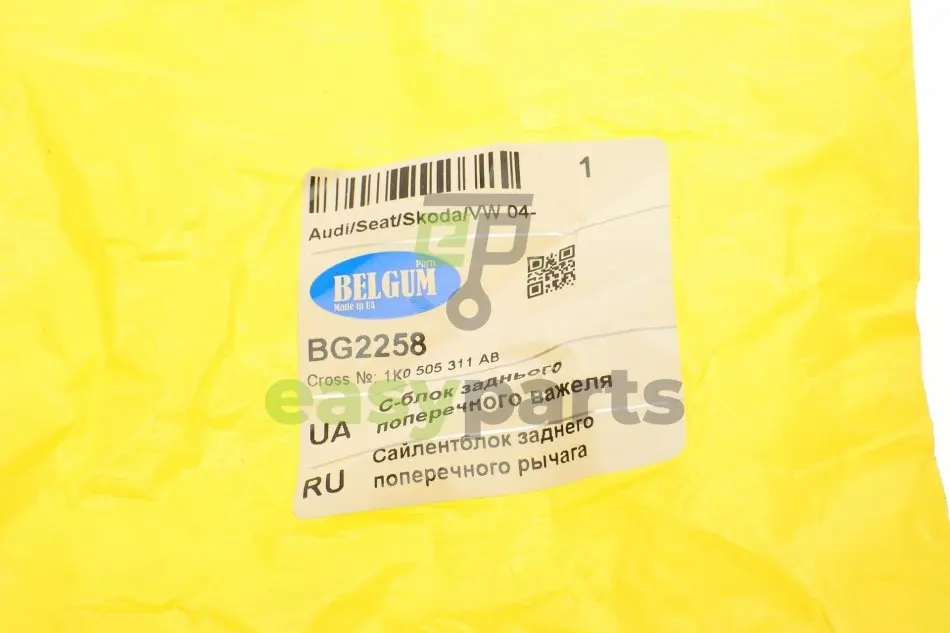 1
Audi/Seat/Skoda/VW 04-
Parts
BELGUM
Made in UA
BG2258
Cross №: 1K0 505 311 AB
UA
С-блок заднього
поперечного важеля
RU
Сайлентблок заднего
поперечного рычага
eP
easyparts